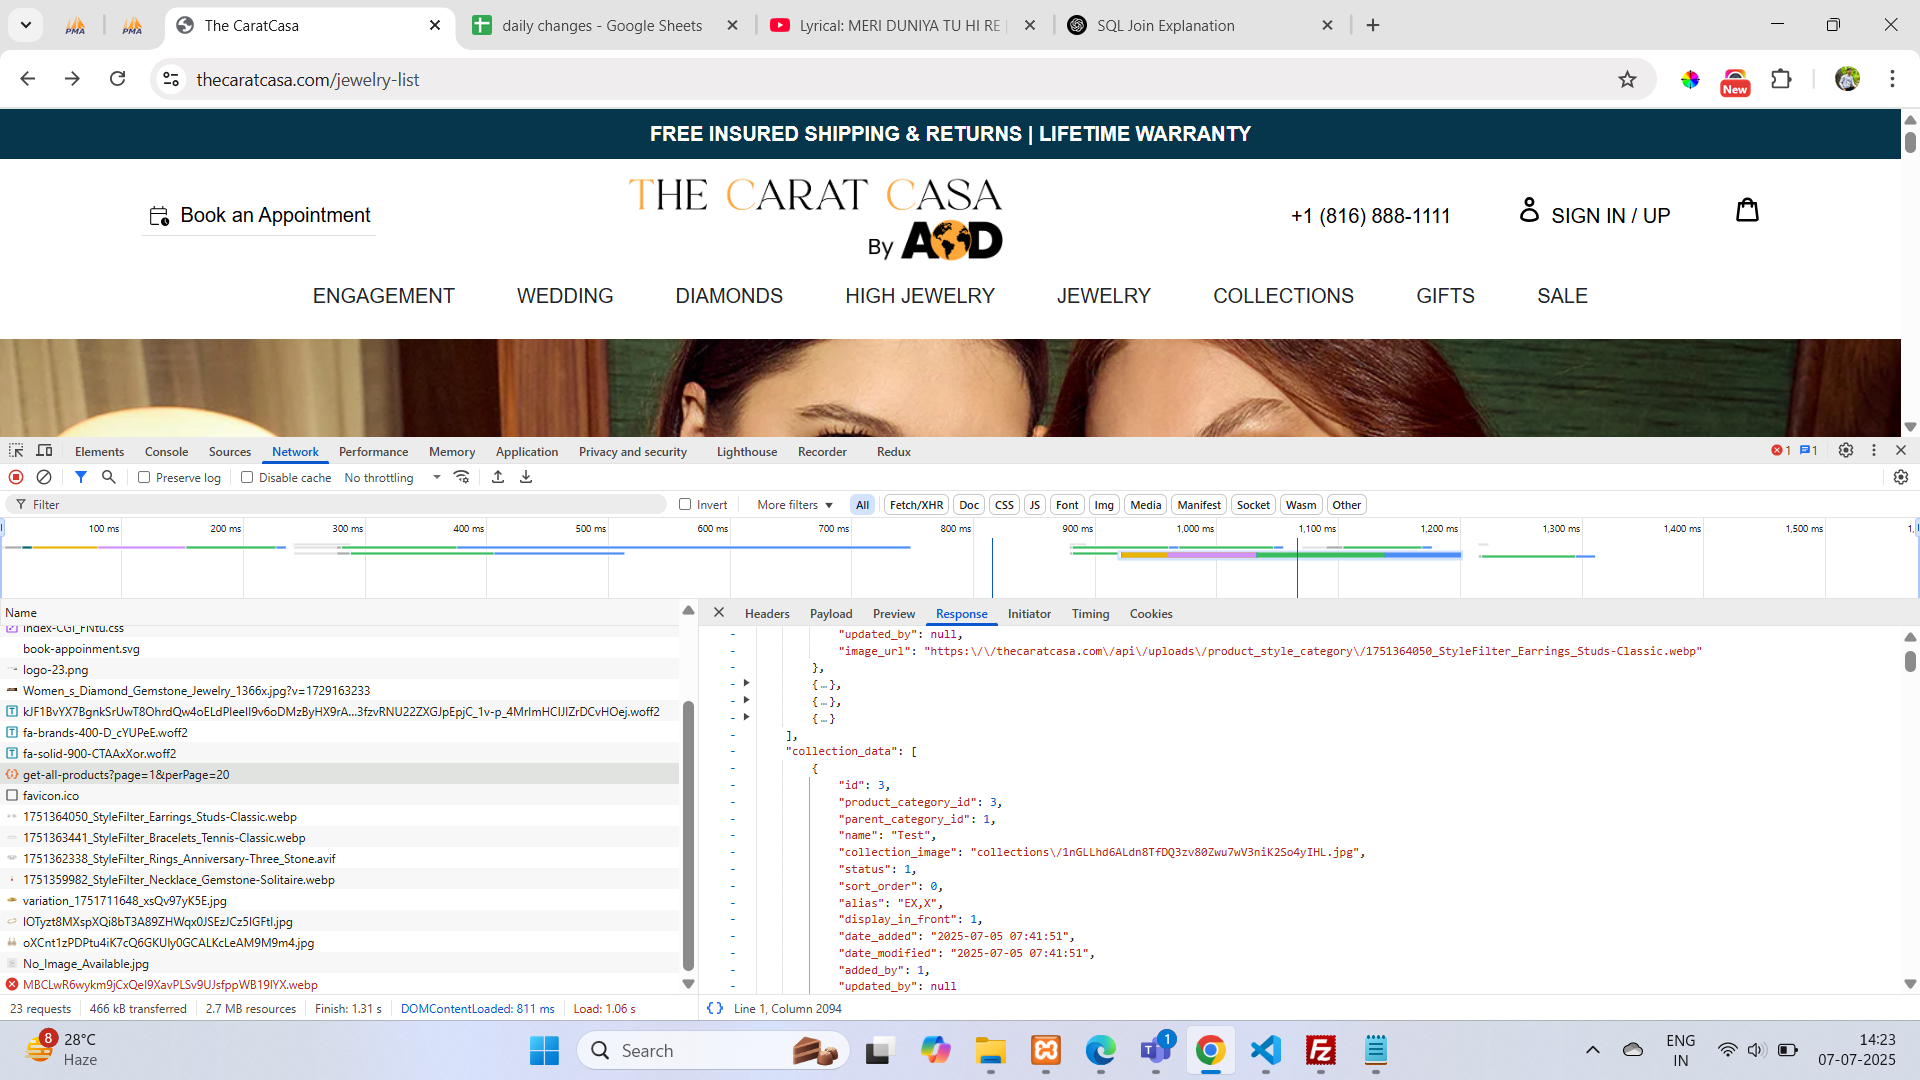 PMA
PMA
The CaratCasa
daily changes - Google Sheets
Lyrical: MERI DUNIYA TU HI RE
SQL Join Explanation
thecaratcasa.com/jewelry-list
New
FREE INSURED SHIPPING & RETURNS | LIFETIME WARRANTY
Book an Appointment
THE CARAT CASA
By AOD
+1 (816) 888-1111
SIGN IN / UP
ENGAGEMENT WEDDING DIAMONDS HIGH JEWELRY JEWELRY COLLECTIONS GIFTS SALE
Elements Console Sources Network Performance Memory Application Privacy and security Lighthouse Recorder Redux 1 1
Preserve log Disable cache No throttling
Filter Invert More filters All Fetch/XHR Doc CSS JS Font Img Media Manifest Socket Wasm Other
100 ms 200 ms 300 ms 400 ms 500 ms 600 ms 700 ms 800 ms 900 ms 1,000 ms 1,100 ms 1,200 ms 1,300 ms 1,400 ms 1,500 ms
Name
index-CGl_FNtu.css
book-appoinment.svg
logo-23.png
Women_s_Diamond_Gemstone_Jewelry_1366x.jpg?v=1729163233
fa-brands-400-D_cYUPeE.woff2
fa-solid-900-CTAAxXor.woff2
get-all-products?page=1&perPage=20
favicon.ico
1751364050_StyleFilter_Earrings_Studs-Classic.webp
1751363441_StyleFilter_Bracelets_Tennis-Classic.webp
1751362338_StyleFilter_Rings_Anniversary-Three_Stone.avif
1751359982_StyleFilter_Necklace_Gemstone-Solitaire.webp
variation_1751711648_xsQv97yK5E.jpg
No_Image_Available.jpg
23 requests 466 kB transferred 2.7 MB resources Finish: 1.31 s DOMContentLoaded: 811 ms Load: 1.06 s
Headers Payload Preview Response Initiator Timing Cookies
"updated_by": null,
"image_url": "https:\/\/thecaratcasa.com\/api\/uploads\/product_style_category\/1751364050_StyleFilter_Earrings_Studs-Classic.webp"
},
{…},
{…},
{…}
],
"collection_data": [
{
"id": 3,
"product_category_id": 3,
"parent_category_id": 1,
"name": "Test",
"collection_image": "collections\/1nGLLhd6ALdn8TfDQ3zv80Zwu7wV3niK2So4yIHL.jpg",
"status": 1,
"sort_order": 0,
"alias": "EX,X",
"display_in_front": 1,
"date_added": "2025-07-05 07:41:51",
"date_modified": "2025-07-05 07:41:51",
"added_by": 1,
"updated_by": null
{} Line 1, Column 2094
8
28°C
Haze
Search
1
ENG
IN
14:23
07-07-2025